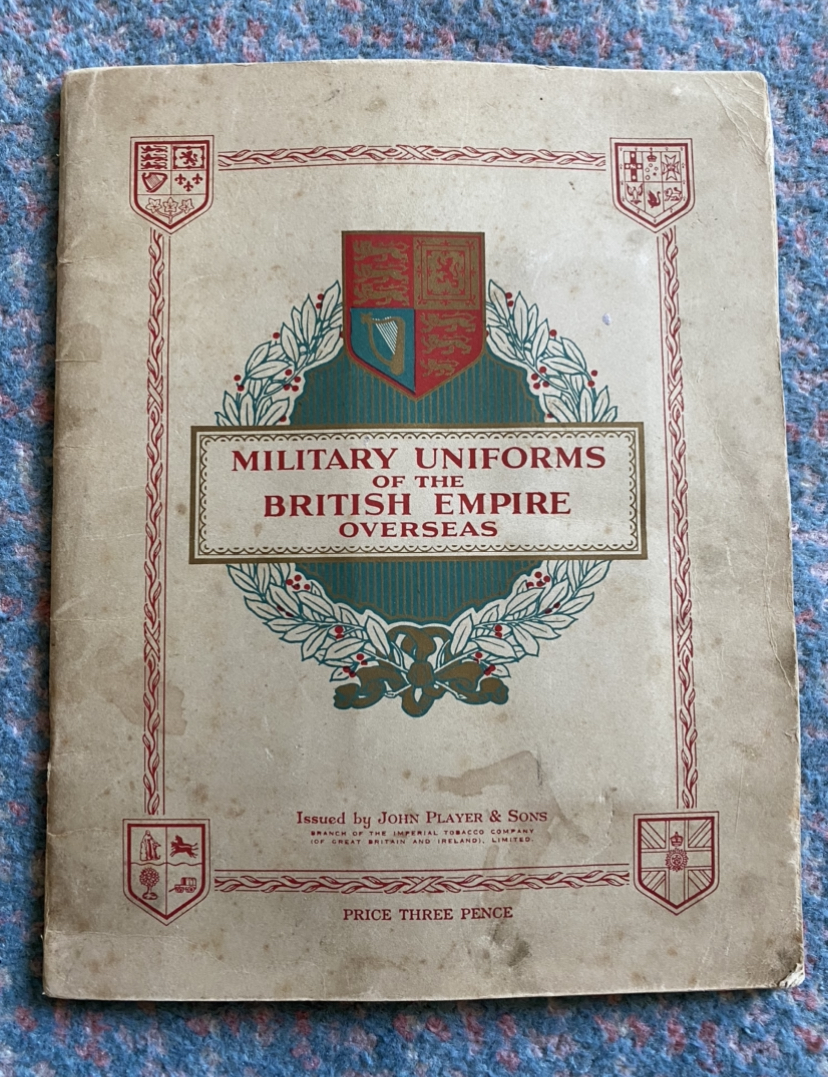 MILITARY UNIFORMS
OF THE
BRITISH EMPIRE
OVERSEAS
Issued by JOHN PLAYER & SONS
BRANCH OF THE IMPERIAL TOBACCO COMPANY
(OF GREAT BRITAIN AND IRELAND), LIMITED.
PRICE THREE PENCE